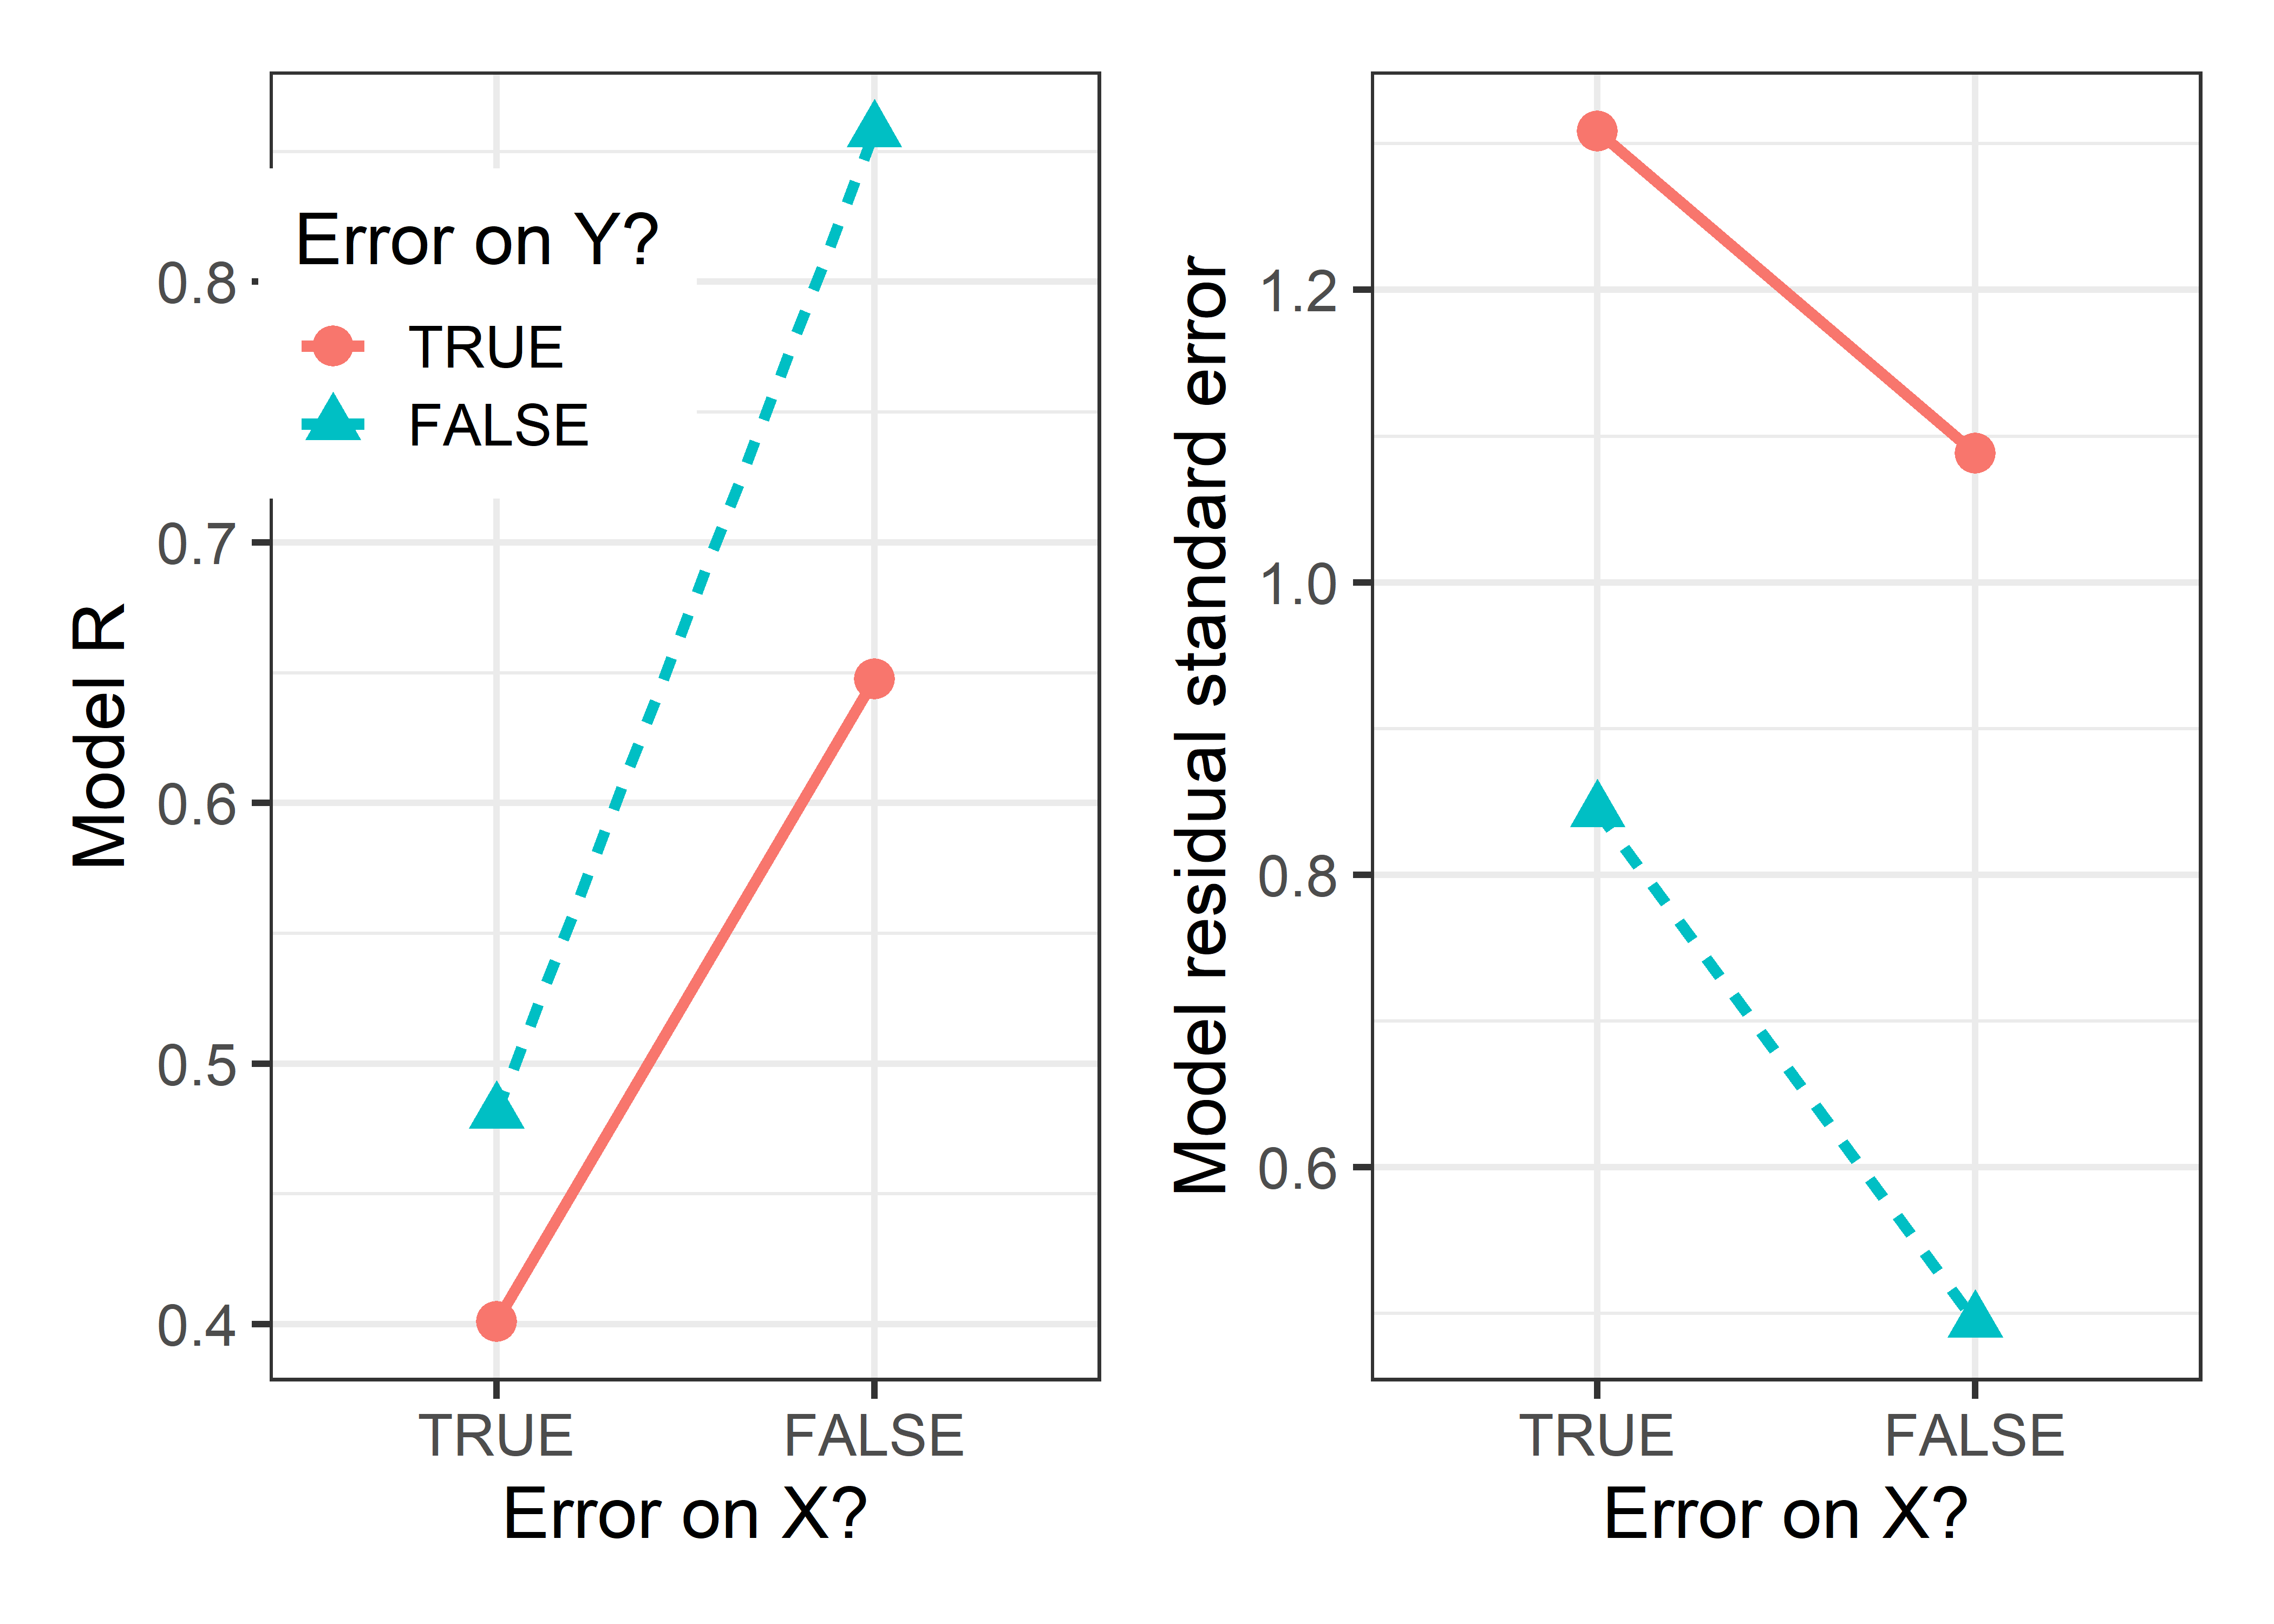 Error on Y?
TRUE
FALSE
Model R
0.8
0.7
0.6
0.5
0.4
TRUE FALSE
Error on X?
Model residual standard error
1.2
1.0
0.8
0.6
TRUE FALSE
Error on X?